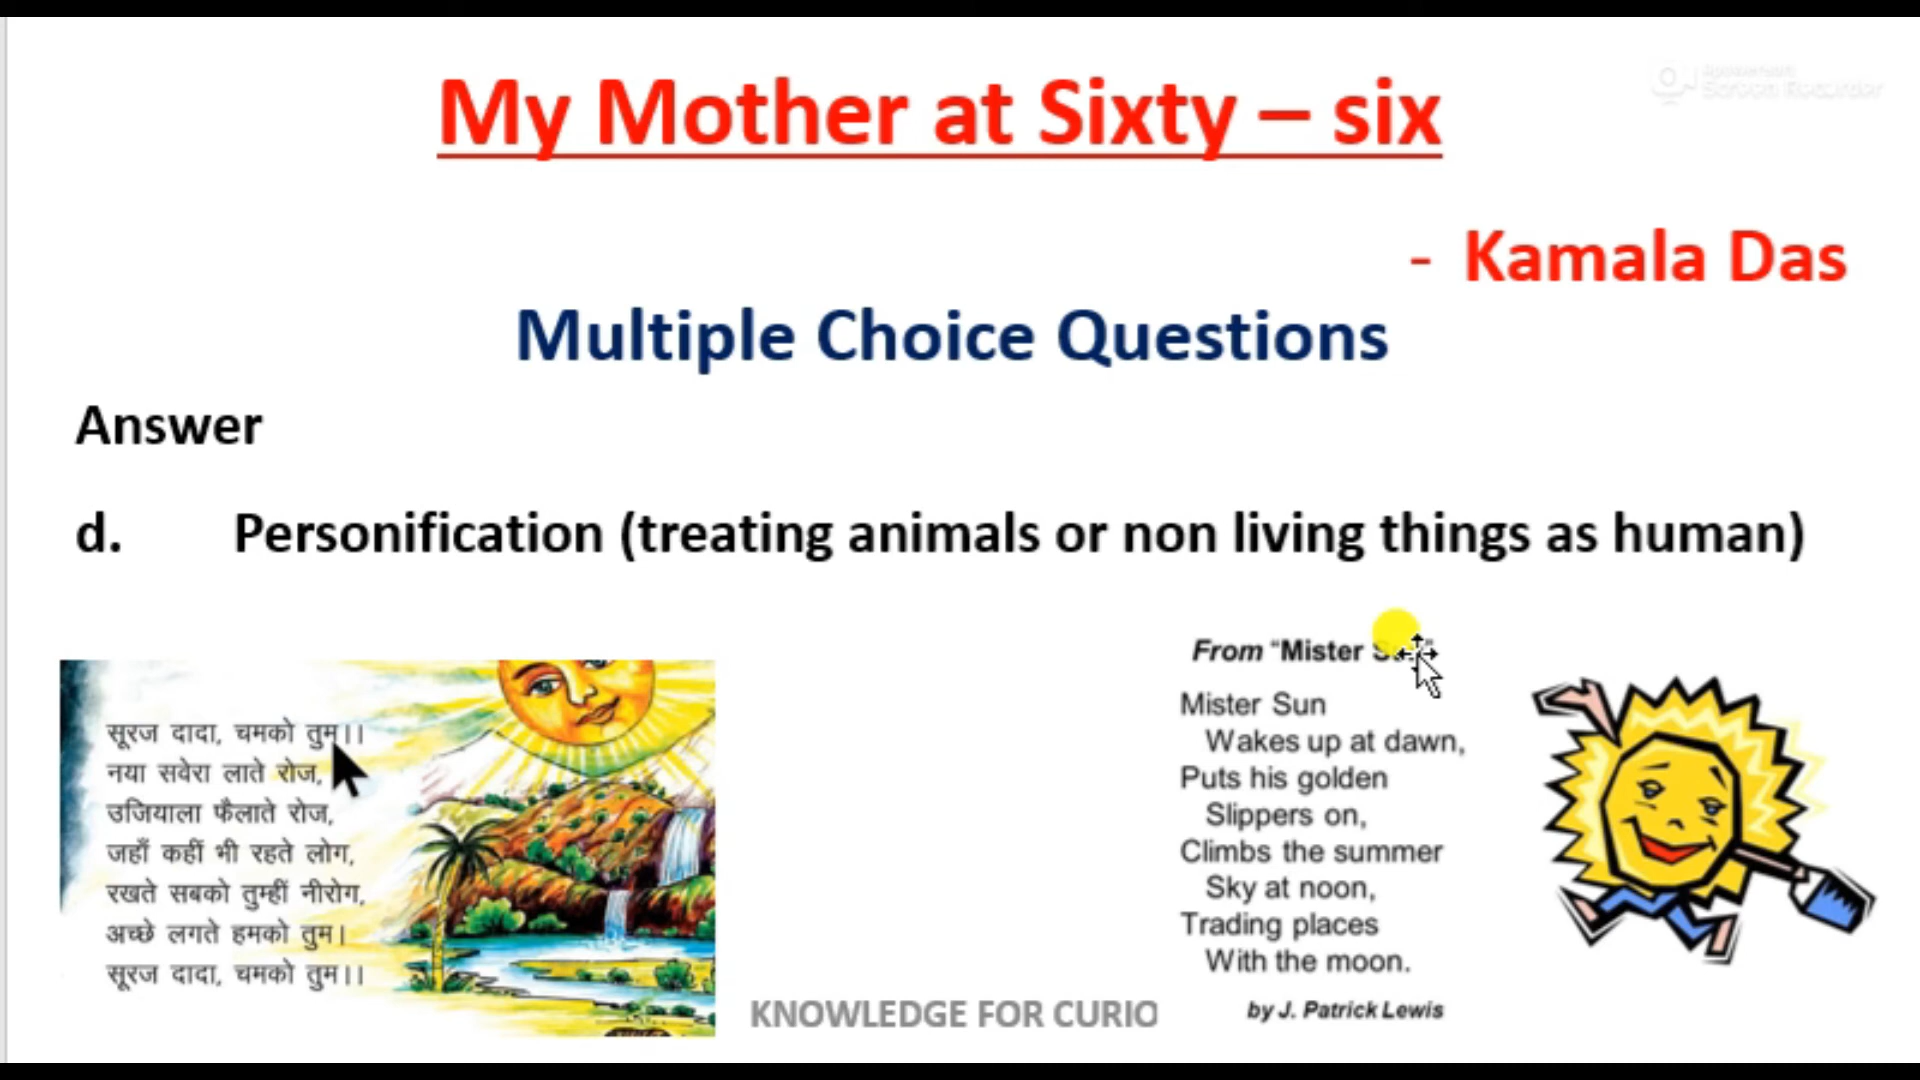 My Mother at Sixty – six
Apowersoft
Screen Recorder
- Kamala Das
Multiple Choice Questions
Answer
d. Personification (treating animals or non living things as human)
सूरज दादा, चमको तुम।।
नया सवेरा लाते रोज,
उजियाला फैलाते रोज,
जहाँ कहीं भी रहते लोग,
रखते सबको तुम्हीं नीरोग,
अच्छे लगते हमको तुम।
सूरज दादा, चमको तुम।।
From "Mister
Mister Sun
Wakes up at dawn,
Puts his golden
Slippers on,
Climbs the summer
Sky at noon,
Trading places
With the moon.
by J. Patrick Lewis
KNOWLEDGE FOR CURIO